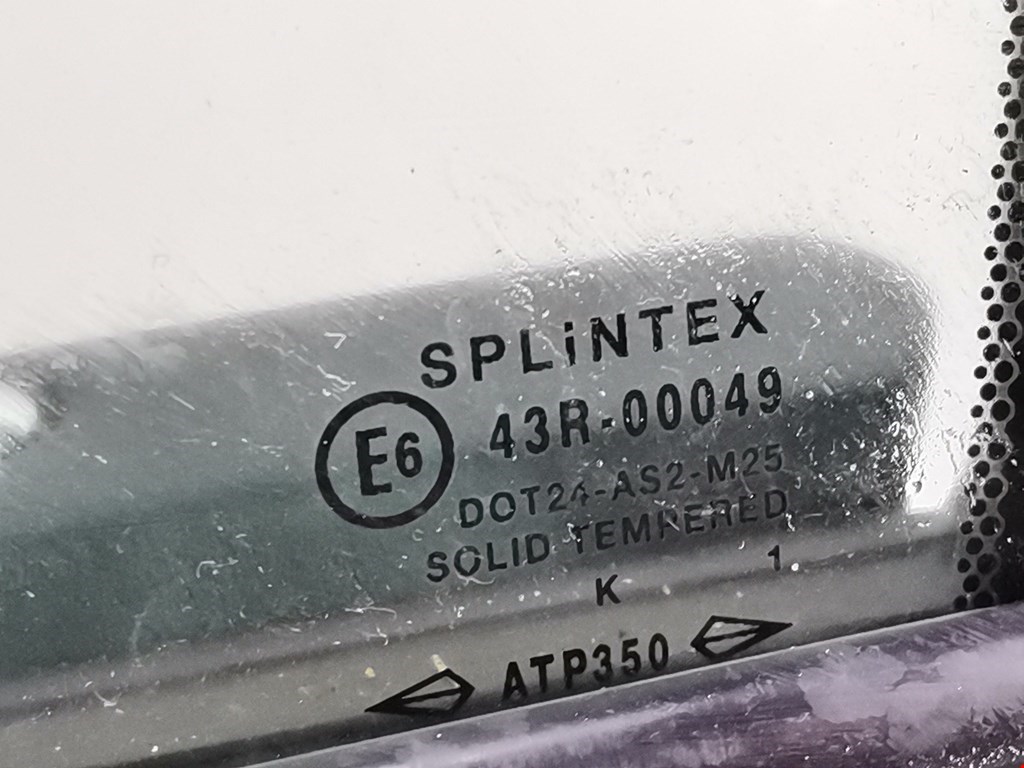 SPLiNTEX
E6 43R-00049
DOT24-AS2-M25
SOLID TEMPERED
K 1
ATP350